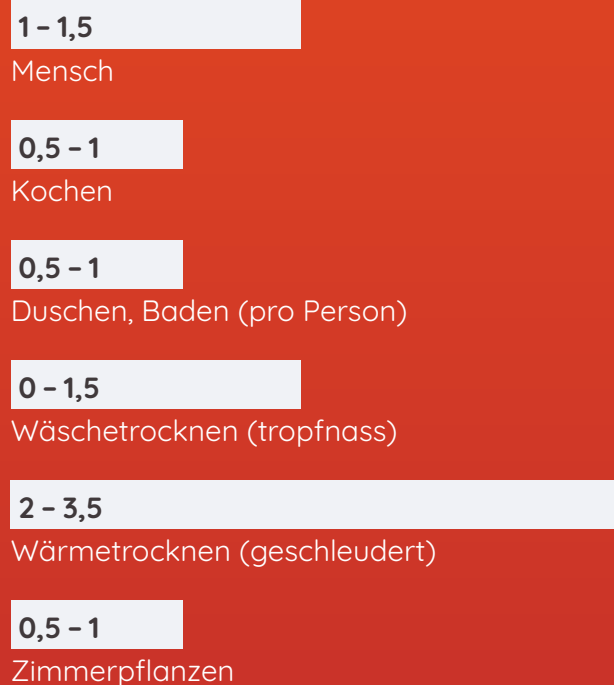 1 – 1,5
Mensch
0,5 – 1
Kochen
0,5 – 1
Duschen, Baden (pro Person)
0 – 1,5
Wäschetrocknen (tropfnass)
2 – 3,5
Wärmetrocknen (geschleudert)
0,5 – 1
Zimmerpflanzen